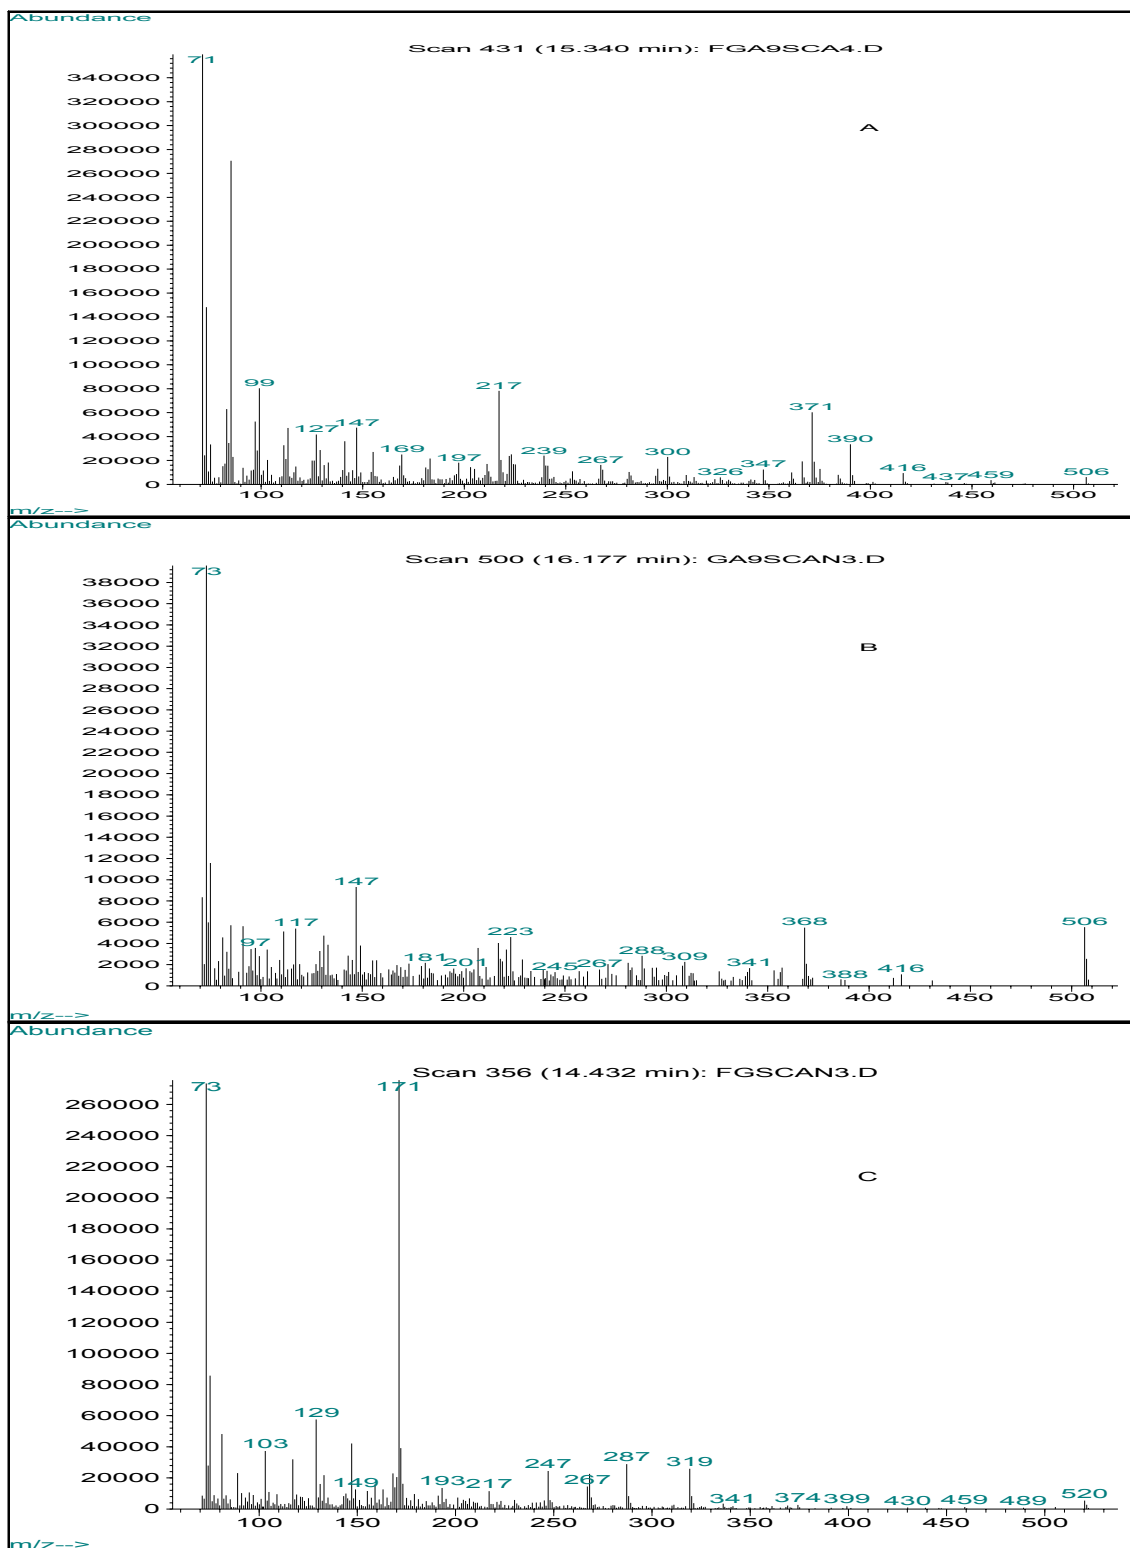 Abundance
Scan 431 (15.340 min): FGA9SCA4.D
71
340000
320000
A
300000
280000
260000
240000
220000
200000
180000
160000
140000
120000
100000
80000 99 217
60000 371
40000 127 147 390
20000 169 197 239 267 300 326 347 416 437 459 506
0
100 150 200 250 300 350 400 450 500
m/z-->
Abundance
Scan 500 (16.177 min): GA9SCAN3.D
73
38000
36000
34000
32000
B
30000
28000
26000
24000
22000
20000
18000
16000
14000
12000
10000
8000 147
6000 117 368 506
4000 97 223 288
2000 181 201 245 267 309 341 388 416
0
100 150 200 250 300 350 400 450 500
m/z-->
Abundance
Scan 356 (14.432 min): FGSCAN3.D
73 171
260000
240000
220000
C
200000
180000
160000
140000
120000
100000
80000
60000 129
40000 103
20000 149 193 217 247 267 287 319
0 341 374 399 430 459 489 520
100 150 200 250 300 350 400 450 500
m/z-->